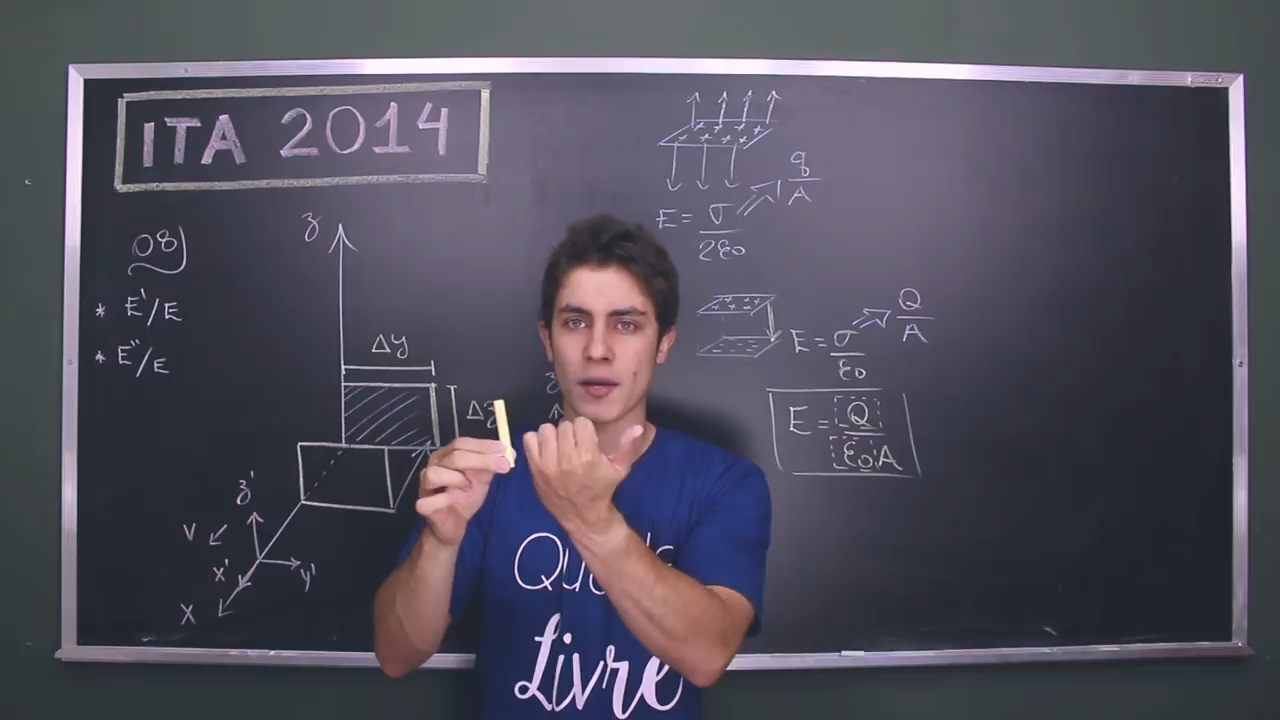 ITA 2014
08)
* E'/E
* E''/E
z
Δy
Δz
z'
V
x'
y'
X
E = σ/2ε0
q/A
E = σ/ε0
Q/A
E = Q/ε0A
Livre